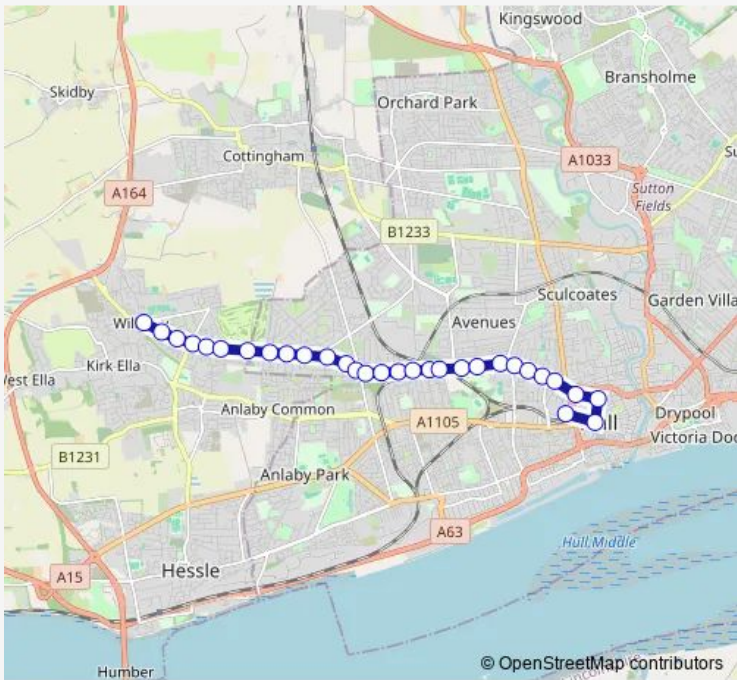 Kingswood
Skidby
Bransholme
Orchard Park
Cottingham
A1033
A164
Sutton
Fields
B1233
Sculcoates
Garden Villa
Avenues
Will
Kirk Ella
West Ella
Anlaby Common
A1105
Drypool
Victoria Doc
B1231
Anlaby Park
A63
Hull Middle
Hessle
A15
Humber
© OpenStreetMap contributors